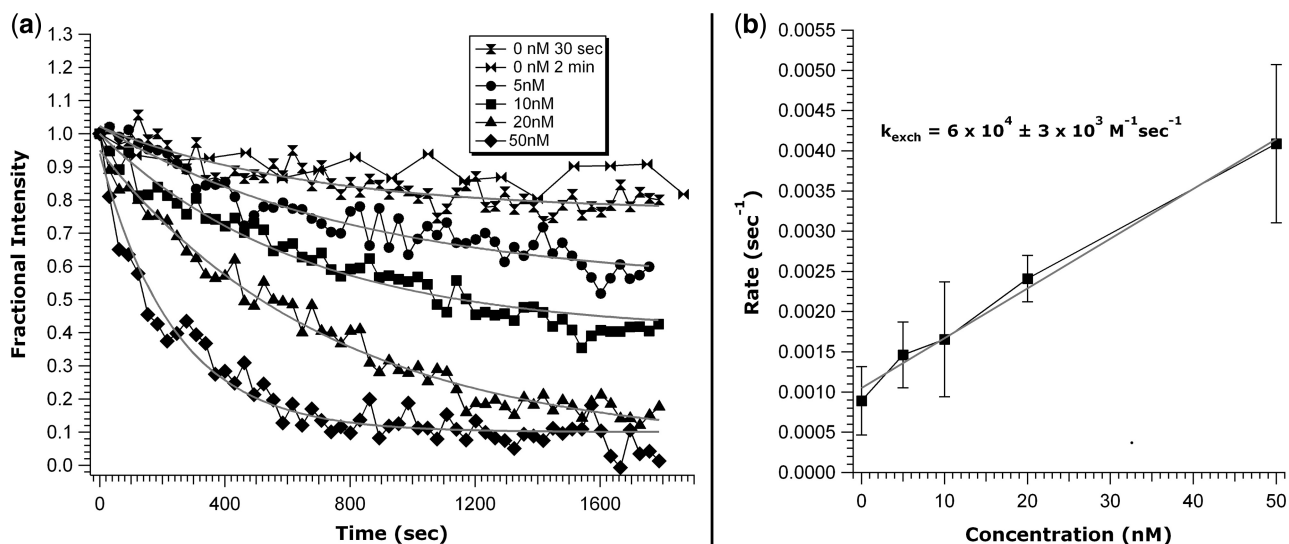 (a)
1.3
1.2
1.1
1.0
0.9
0.8
0.7
0.6
0.5
0.4
0.3
0.2
0.1
0.0
Fractional Intensity
0 nM 30 sec
0 nM 2 min
5nM
10nM
20nM
50nM
0 400 800 1200 1600
Time (sec)
(b)
0.0055
0.0050
0.0045
0.0040
0.0035
0.0030
0.0025
0.0020
0.0015
0.0010
0.0005
0.0000
Rate (sec⁻¹)
k_exch = 6 x 10⁴ ± 3 x 10³ M⁻¹sec⁻¹
0 10 20 30 40 50
Concentration (nM)